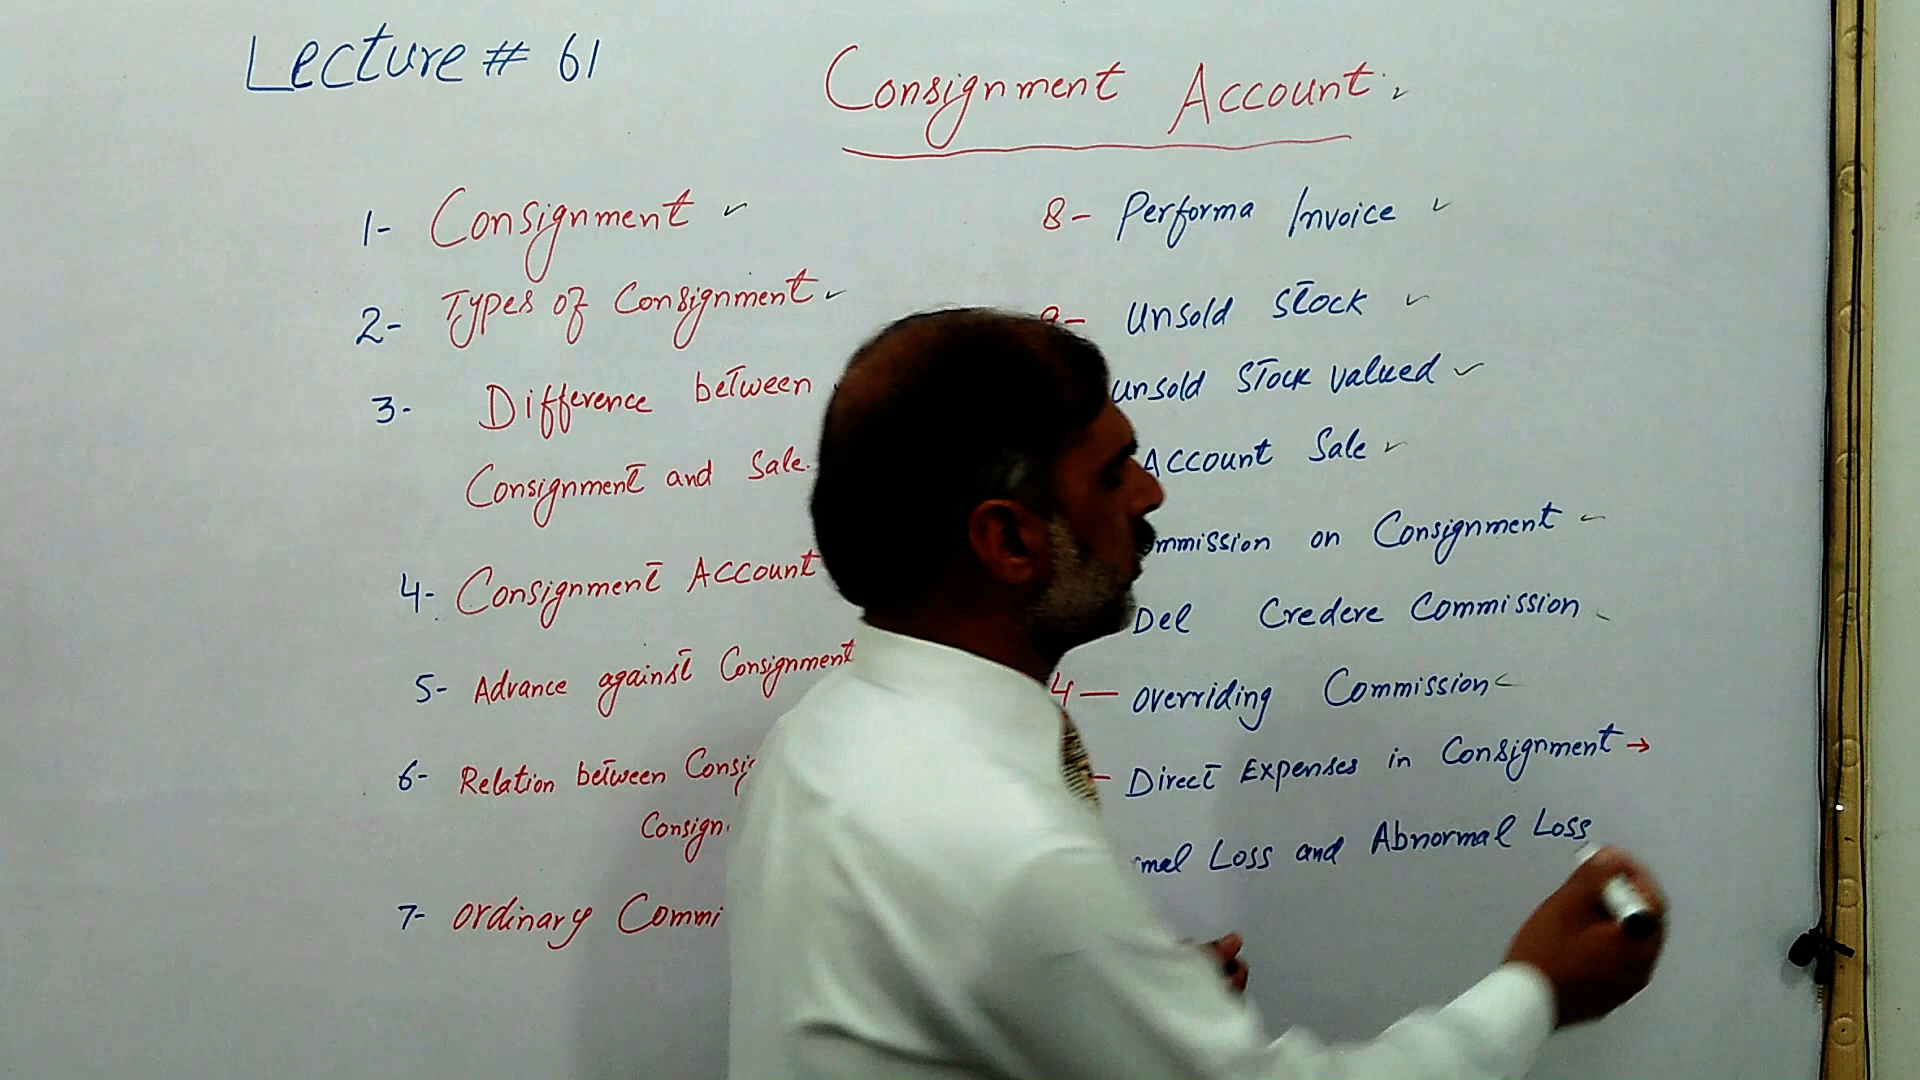 Lecture # 61
Consignment Account
1- Consignment
2- Types of Consignment
3- Difference between
Consignment and Sale.
4- Consignment Account
5- Advance against Consignment
6- Relation between
7- Ordinary
8- Performa Invoice
9- Unsold Stock
Unsold Stock valued
Account Sale
on Consignment
Del Credere Commission
4 — Overriding Commission
- Direct Expenses in Consignment →
Loss and Abnormal Loss